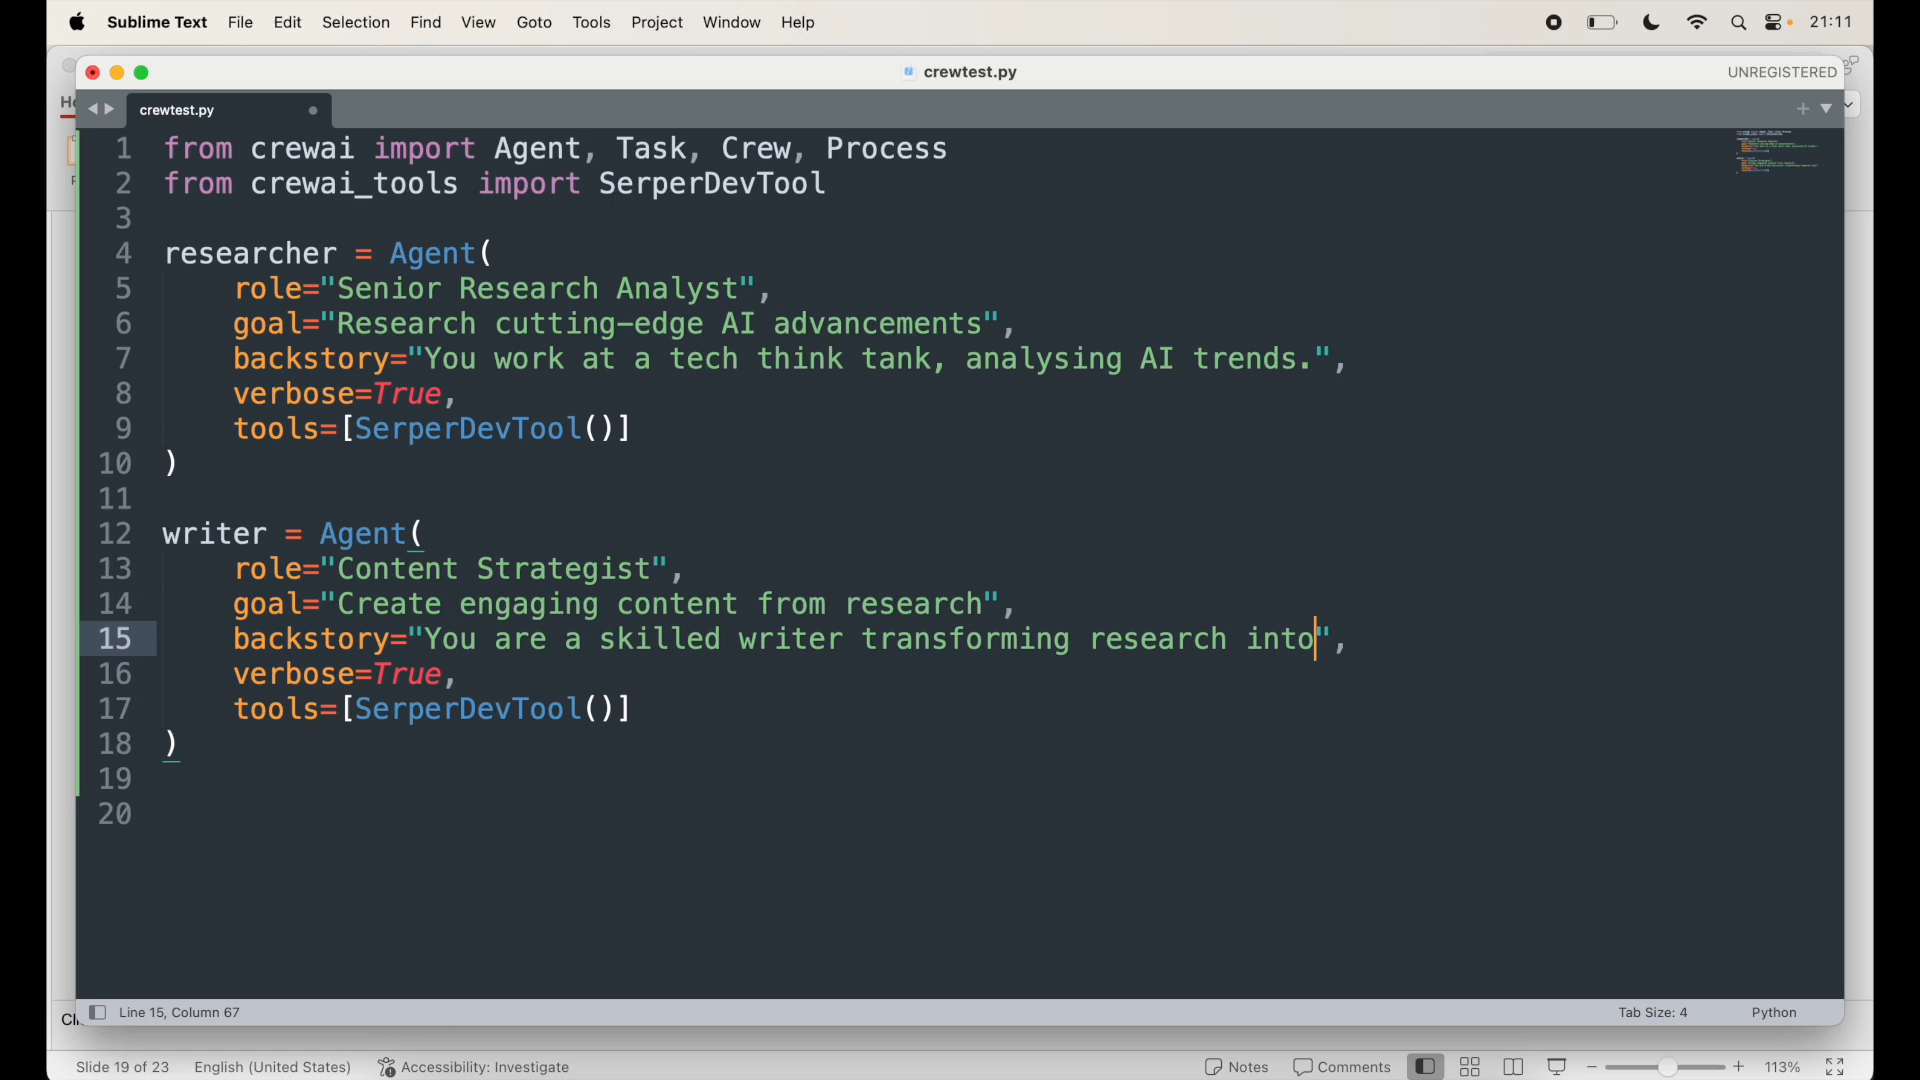 Sublime Text File Edit Selection Find View Goto Tools Project Window Help 21:11
crewtest.py UNREGISTERED
crewtest.py
1 from crewai import Agent, Task, Crew, Process
2 from crewai_tools import SerperDevTool
3
4 researcher = Agent(
5     role="Senior Research Analyst",
6     goal="Research cutting-edge AI advancements",
7     backstory="You work at a tech think tank, analysing AI trends.",
8     verbose=True,
9     tools=[SerperDevTool()]
10 )
11
12 writer = Agent(
13     role="Content Strategist",
14     goal="Create engaging content from research",
15     backstory="You are a skilled writer transforming research into",
16     verbose=True,
17     tools=[SerperDevTool()]
18 )
19
20
Line 15, Column 67 Tab Size: 4 Python
Slide 19 of 23 English (United States) Accessibility: Investigate Notes Comments 113%